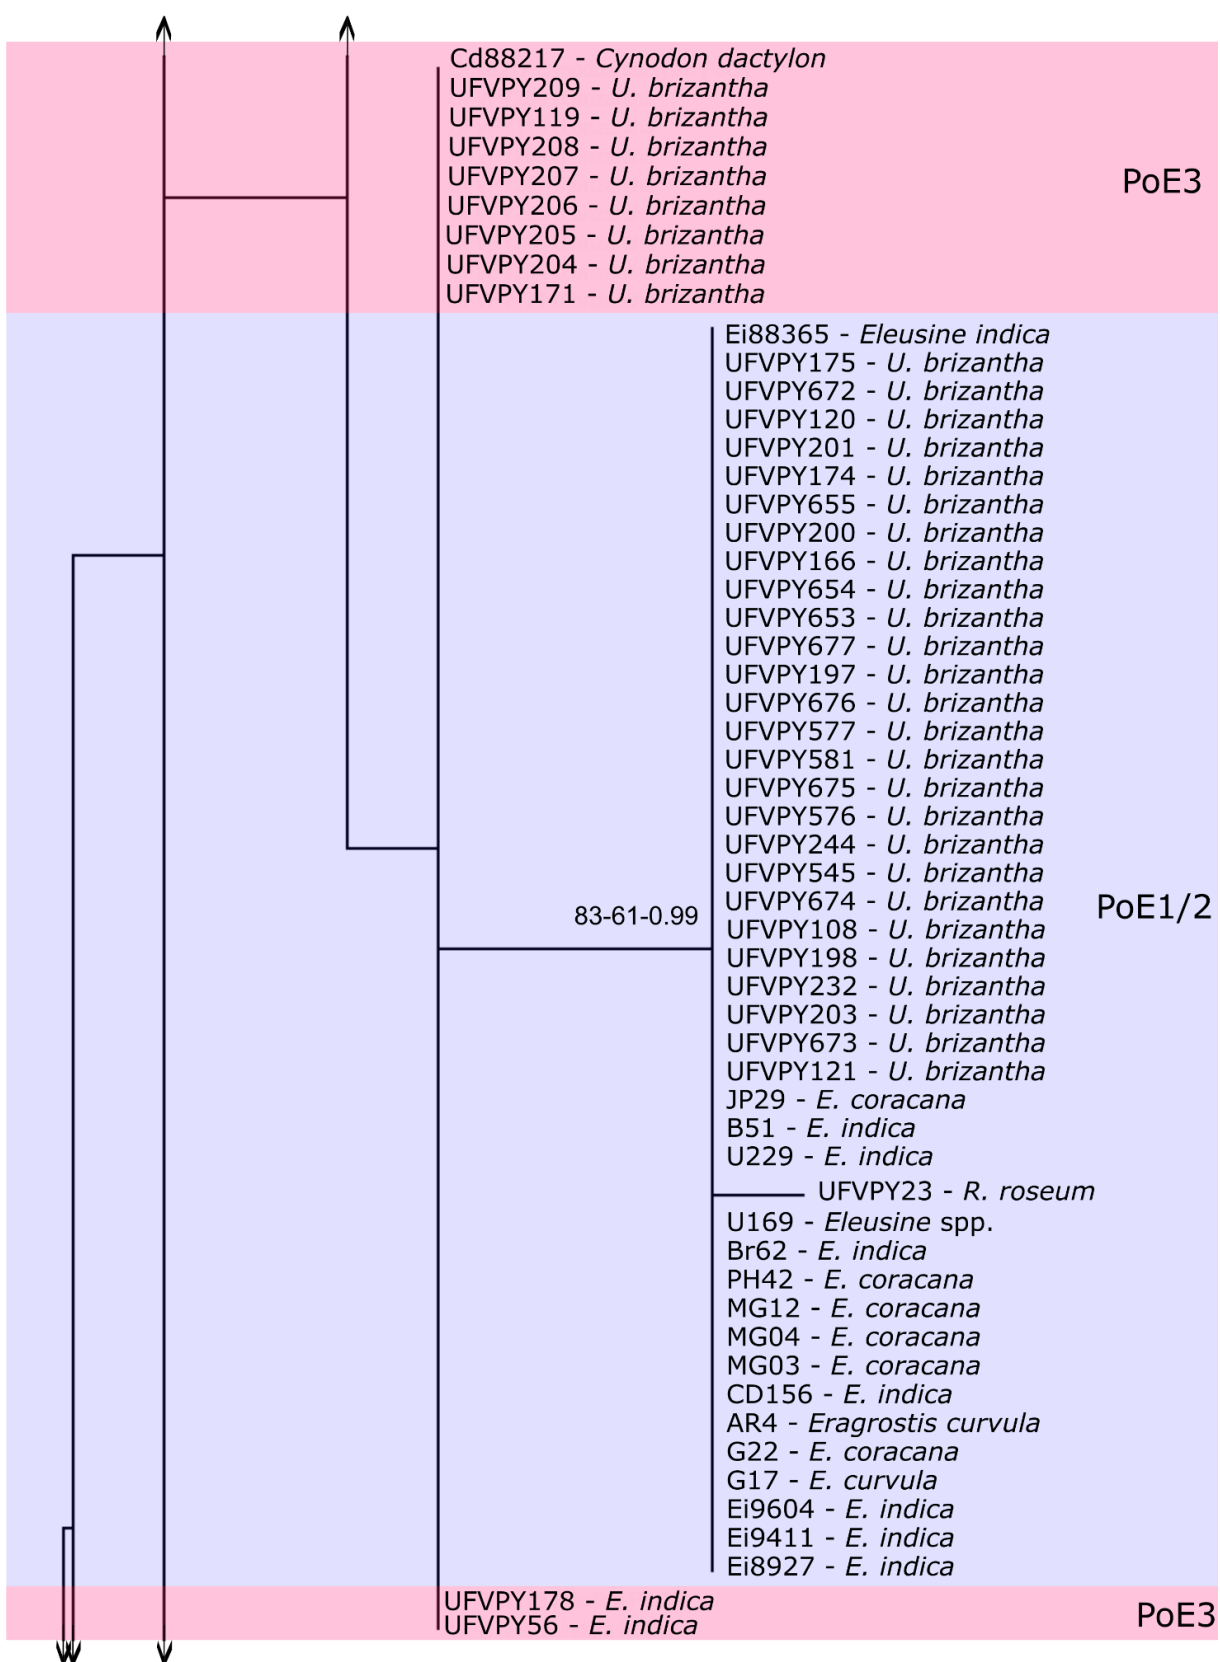 Cd88217 - Cynodon dactylon
UFVPY209 - U. brizantha
UFVPY119 - U. brizantha
UFVPY208 - U. brizantha
UFVPY207 - U. brizantha
PoE3
UFVPY206 - U. brizantha
UFVPY205 - U. brizantha
UFVPY204 - U. brizantha
UFVPY171 - U. brizantha
Ei88365 - Eleusine indica
UFVPY175 - U. brizantha
UFVPY672 - U. brizantha
UFVPY120 - U. brizantha
UFVPY201 - U. brizantha
UFVPY174 - U. brizantha
UFVPY655 - U. brizantha
UFVPY200 - U. brizantha
UFVPY166 - U. brizantha
UFVPY654 - U. brizantha
UFVPY653 - U. brizantha
UFVPY677 - U. brizantha
UFVPY197 - U. brizantha
UFVPY676 - U. brizantha
UFVPY577 - U. brizantha
UFVPY581 - U. brizantha
UFVPY675 - U. brizantha
UFVPY576 - U. brizantha
UFVPY244 - U. brizantha
UFVPY545 - U. brizantha
UFVPY674 - U. brizantha
PoE1/2
83-61-0.99
UFVPY108 - U. brizantha
UFVPY198 - U. brizantha
UFVPY232 - U. brizantha
UFVPY203 - U. brizantha
UFVPY673 - U. brizantha
UFVPY121 - U. brizantha
JP29 - E. coracana
B51 - E. indica
U229 - E. indica
UFVPY23 - R. roseum
U169 - Eleusine spp.
Br62 - E. indica
PH42 - E. coracana
MG12 - E. coracana
MG04 - E. coracana
MG03 - E. coracana
CD156 - E. indica
AR4 - Eragrostis curvula
G22 - E. coracana
G17 - E. curvula
Ei9604 - E. indica
Ei9411 - E. indica
Ei8927 - E. indica
UFVPY178 - E. indica
PoE3
UFVPY56 - E. indica